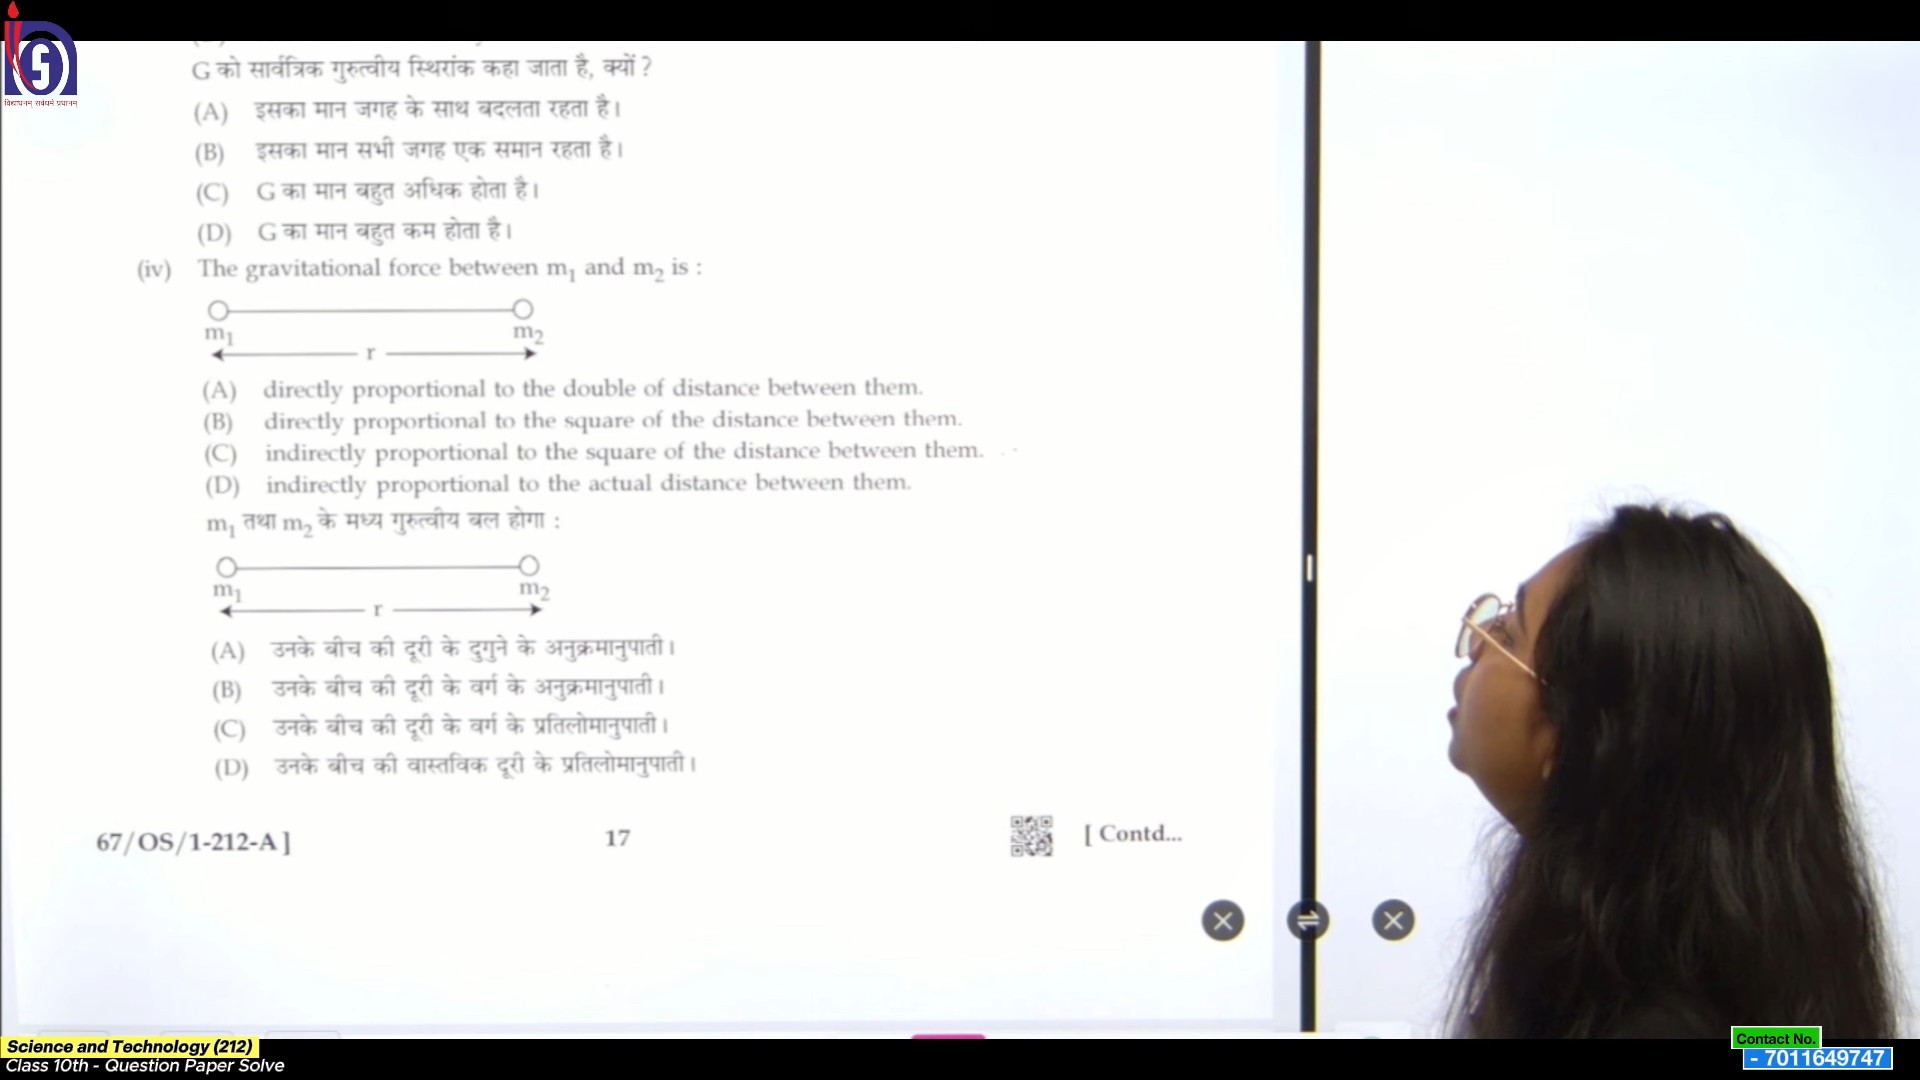 विद्याधनम् सर्वधर्म प्रधानम्
G को सार्वत्रिक गुरुत्वीय स्थिरांक कहा जाता है, क्यों ?
(A) इसका मान जगह के साथ बदलता रहता है।
(B) इसका मान सभी जगह एक समान रहता है।
(C) G का मान बहुत अधिक होता है।
(D) G का मान बहुत कम होता है।
(iv) The gravitational force between m₁ and m₂ is :
m₁ m₂
r
(A) directly proportional to the double of distance between them.
(B) directly proportional to the square of the distance between them.
(C) indirectly proportional to the square of the distance between them.
(D) indirectly proportional to the actual distance between them.
m₁ तथा m₂ के मध्य गुरुत्वीय बल होगा :
m₁ m₂
r
(A) उनके बीच की दूरी के दुगुने के अनुक्रमानुपाती।
(B) उनके बीच की दूरी के वर्ग के अनुक्रमानुपाती।
(C) उनके बीच की दूरी के वर्ग के प्रतिलोमानुपाती।
(D) उनके बीच की वास्तविक दूरी के प्रतिलोमानुपाती।
67/OS/1-212-A ] 17 [ Contd...
Science and Technology (212)
Class 10th - Question Paper Solve
Contact No.
- 7011649747